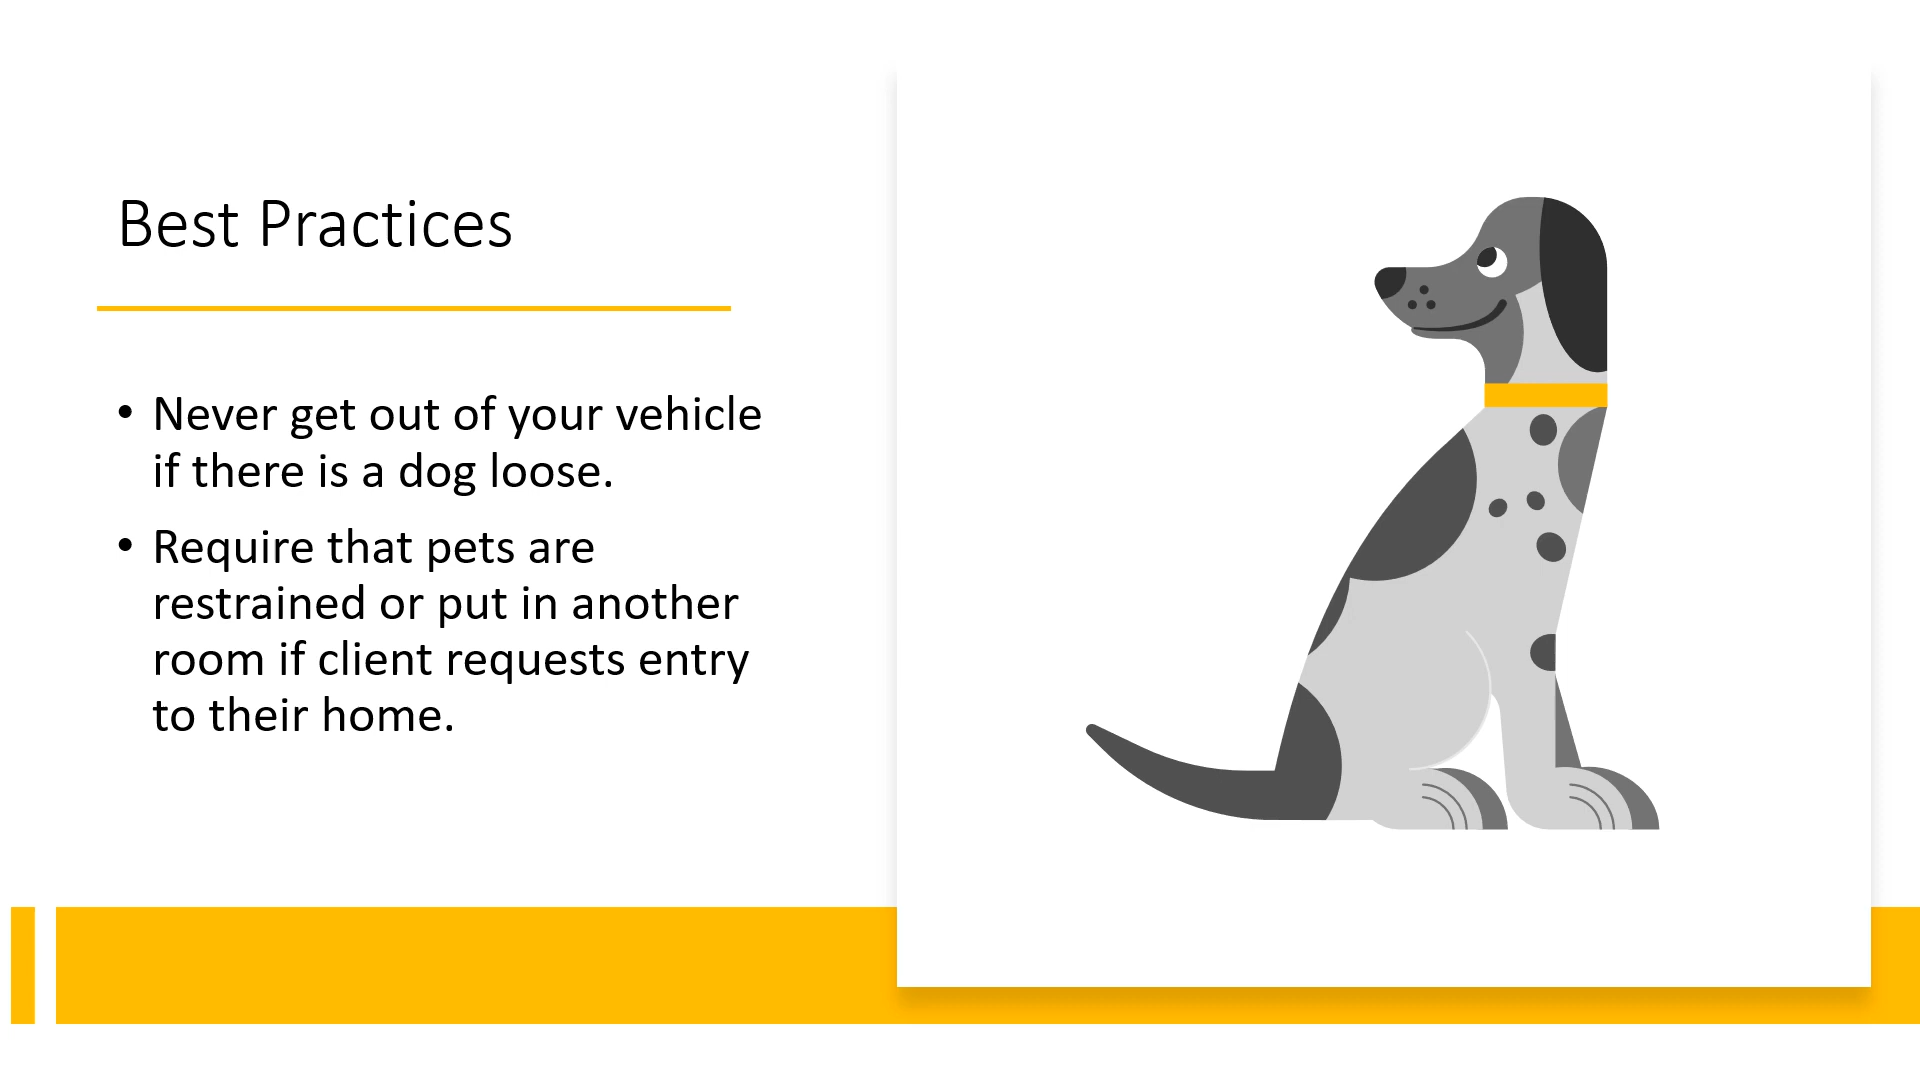 Best Practices
• Never get out of your vehicle
if there is a dog loose.
• Require that pets are
restrained or put in another
room if client requests entry
to their home.